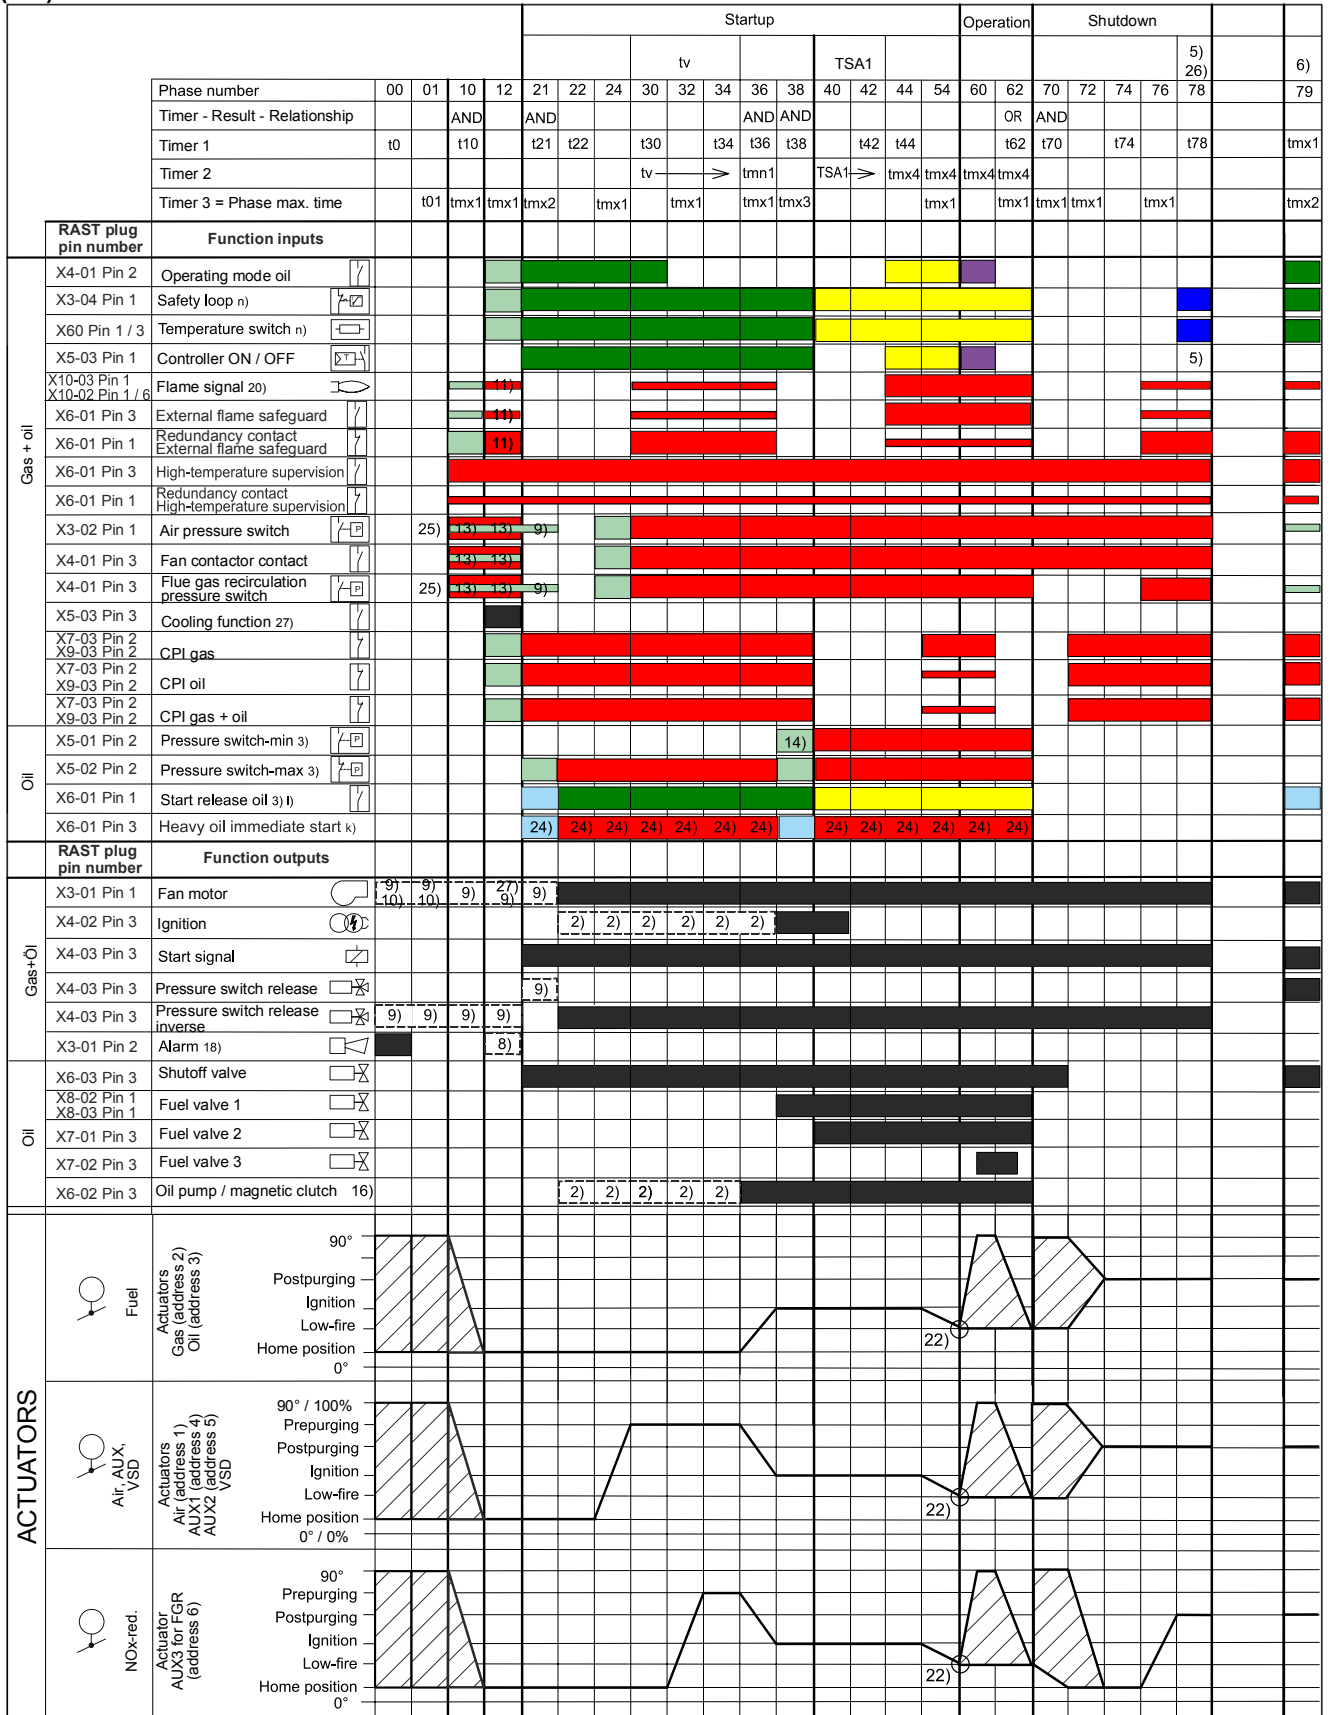 Startup Operation Shutdown
tv TSA1 5) 26) 6)
Phase number 00 01 10 12 21 22 24 30 32 34 36 38 40 42 44 54 60 62 70 72 74 76 78 79
Timer - Result - Relationship AND AND AND AND OR AND
Timer 1 t0 t10 t21 t22 t30 t34 t36 t38 t42 t44 t62 t70 t74 t78 tmx1
Timer 2 tv tmn1 TSA1 tmx4 tmx4 tmx4 tmx4
Timer 3 = Phase max. time t01 tmx1 tmx1 tmx2 tmx1 tmx1 tmx1 tmx3 tmx1 tmx1 tmx1 tmx1 tmx1 tmx2
RAST plug pin number Function inputs
Gas + oil
X4-01 Pin 2 Operating mode oil
X3-04 Pin 1 Safety loop n)
X60 Pin 1 / 3 Temperature switch n)
X5-03 Pin 1 Controller ON / OFF 5)
X10-03 Pin 1
X10-02 Pin 1 / 6 Flame signal 20) 11)
X6-01 Pin 3 External flame safeguard 11)
X6-01 Pin 1 Redundancy contact
External flame safeguard 11)
X6-01 Pin 3 High-temperature supervision
X6-01 Pin 1 Redundancy contact
High-temperature supervision
X3-02 Pin 1 Air pressure switch P 25) 13) 13) 9)
X4-01 Pin 3 Fan contactor contact 13) 13)
X4-01 Pin 3 Flue gas recirculation
pressure switch P 25) 13) 13) 9)
X5-03 Pin 3 Cooling function 27)
X7-03 Pin 2
X9-03 Pin 2 CPI gas
X7-03 Pin 2
X9-03 Pin 2 CPI oil
X7-03 Pin 2
X9-03 Pin 2 CPI gas + oil
Oil
X5-01 Pin 2 Pressure switch-min 3) P 14)
X5-02 Pin 2 Pressure switch-max 3) P
X6-01 Pin 1 Start release oil 3) l)
X6-01 Pin 3 Heavy oil immediate start k) 24) 24) 24) 24) 24) 24) 24) 24) 24) 24) 24) 24) 24)
RAST plug pin number Function outputs
Gas+Öl
X3-01 Pin 1 Fan motor 9) 10) 9) 10) 9) 27) 9) 9)
X4-02 Pin 3 Ignition 2) 2) 2) 2) 2) 2)
X4-03 Pin 3 Start signal
X4-03 Pin 3 Pressure switch release 9)
X4-03 Pin 3 Pressure switch release
inverse 9) 9) 9) 9)
X3-01 Pin 2 Alarm 18) 8)
Oil
X6-03 Pin 3 Shutoff valve
X8-02 Pin 1
X8-03 Pin 1 Fuel valve 1
X7-01 Pin 3 Fuel valve 2
X7-02 Pin 3 Fuel valve 3
X6-02 Pin 3 Oil pump / magnetic clutch 16) 2) 2) 2) 2) 2)
ACTUATORS
Fuel
Actuators
Gas (address 2)
Oil (address 3)
90°
Postpurging
Ignition
Low-fire
Home position
0°
22)
Air, AUX,
VSD
Actuators
Air (address 1)
AUX1 (address 4)
AUX2 (address 5)
VSD
90° / 100%
Prepurging
Postpurging
Ignition
Low-fire
Home position
0° / 0%
22)
NOx-red.
Actuator
AUX3 for FGR
(address 6)
90°
Prepurging
Postpurging
Ignition
Low-fire
Home position
0°
22)